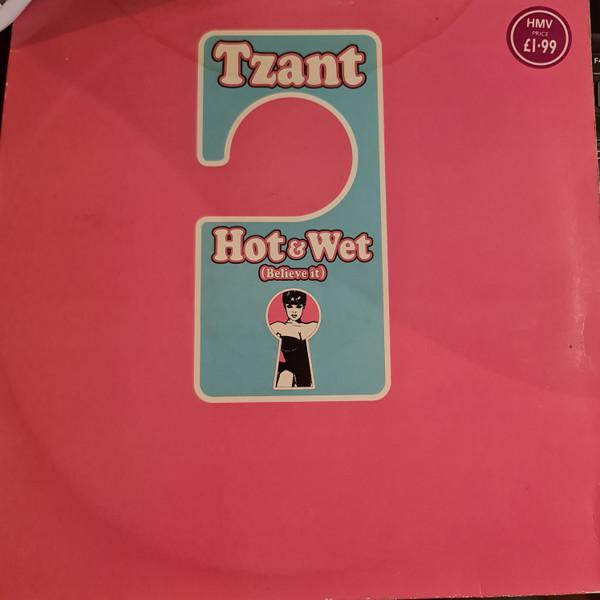 Tzant
HMV
PRICE
£1·99
Hot & Wet
(Believe it)